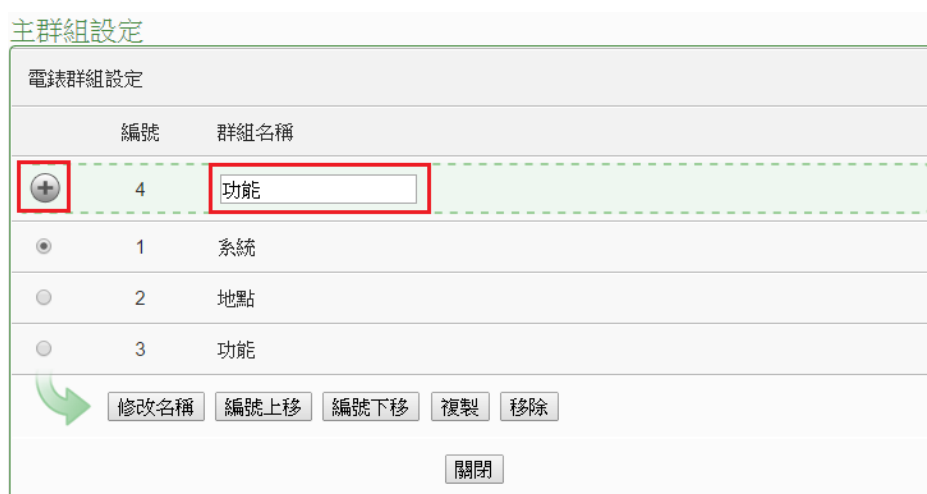 主群組設定
電錶群組設定
編號 群組名稱
4 功能
1 系統
2 地點
3 功能
修改名稱 編號上移 編號下移 複製 移除
關閉